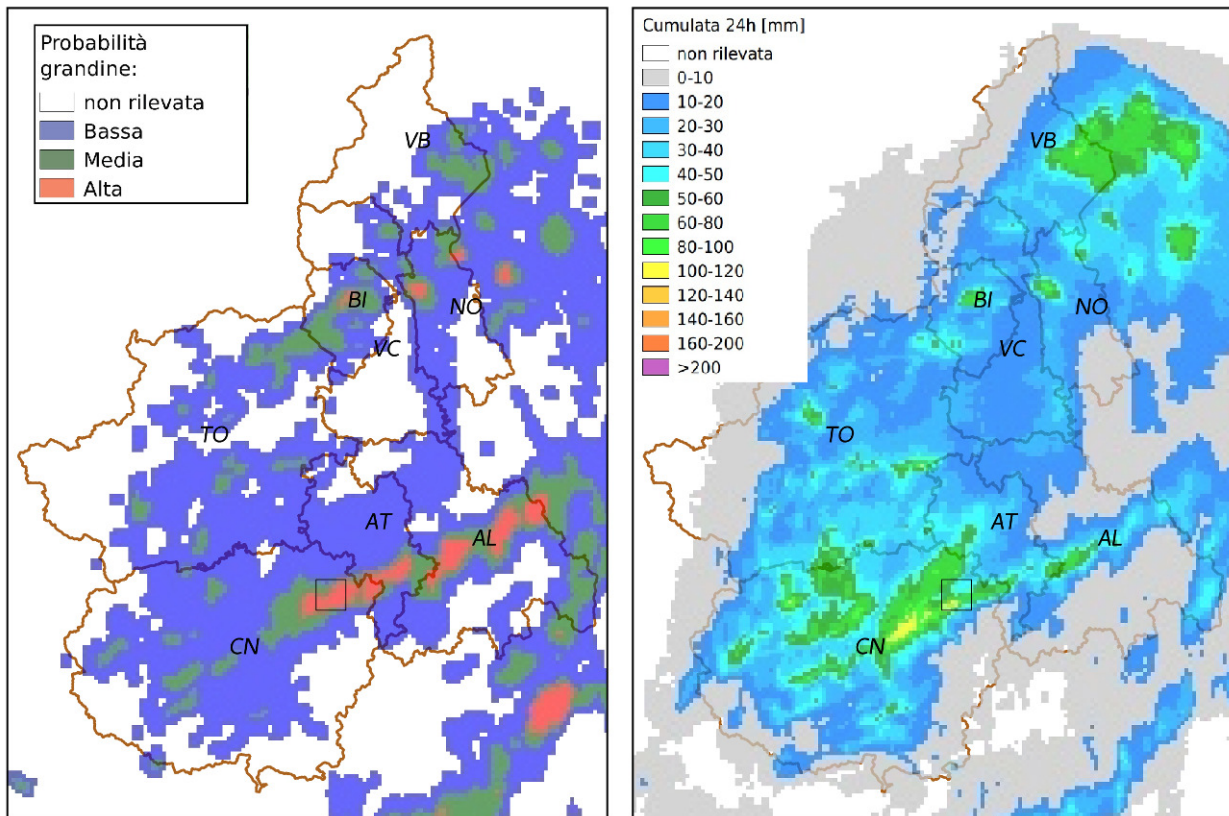 Probabilità
grandine:
non rilevata
Bassa
Media
Alta
VB
BI
NO
VC
TO
AT
AL
CN
Cumulata 24h [mm]
non rilevata
0-10
10-20
20-30
30-40
40-50
50-60
60-80
80-100
100-120
120-140
140-160
160-200
>200
VB
BI
NO
VC
TO
AT
AL
CN